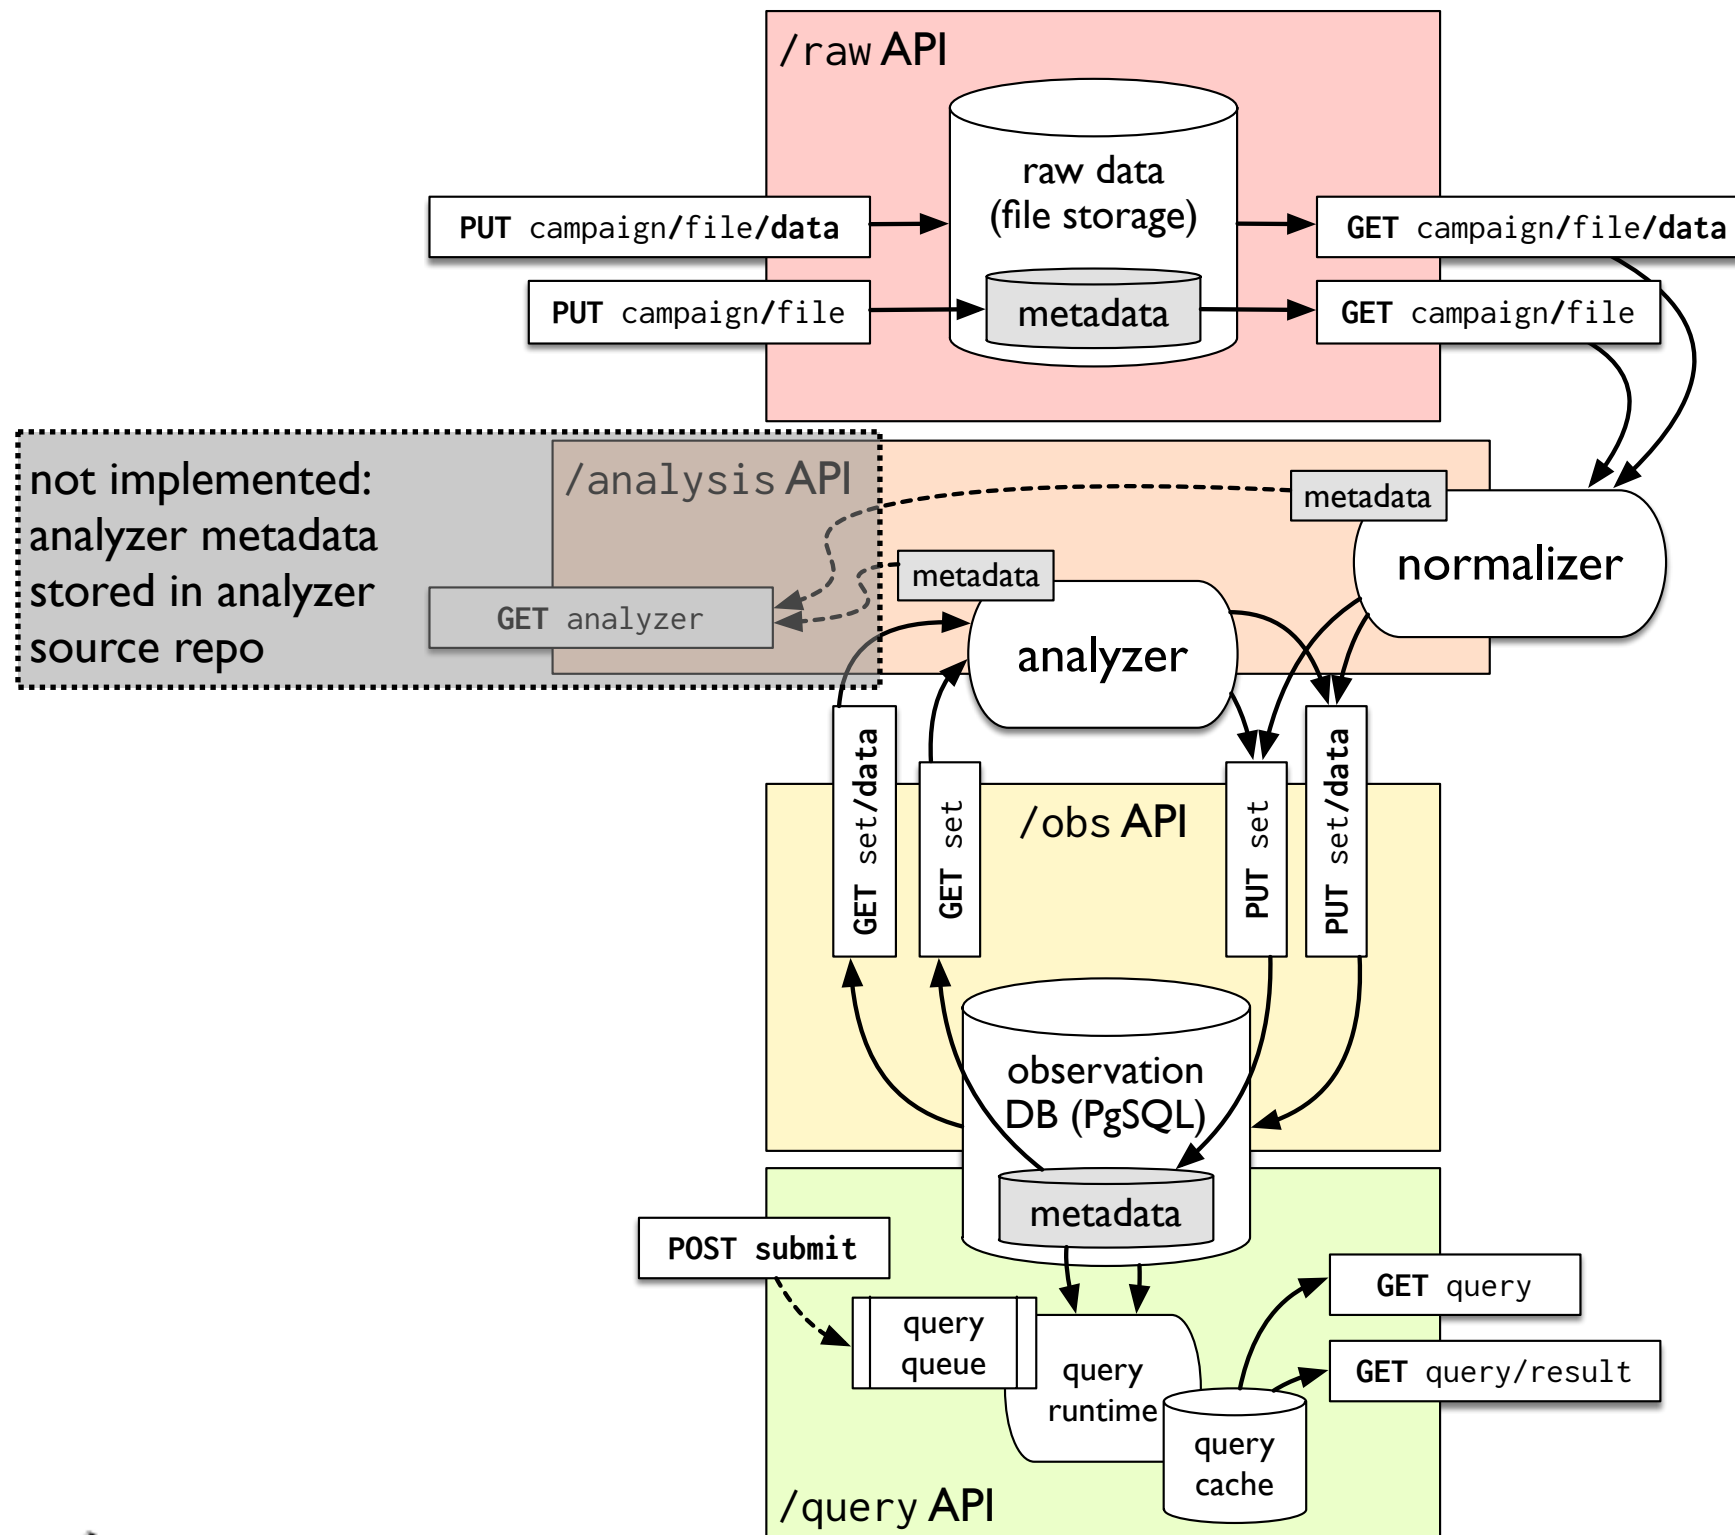 /raw API
raw data
(file storage)
PUT campaign/file/data
GET campaign/file/data
PUT campaign/file
metadata
GET campaign/file
not implemented:
analyzer metadata
stored in analyzer
source repo
/analysis API
metadata
normalizer
metadata
GET analyzer
analyzer
GET set/data
GET set
/obs API
PUT set
PUT set/data
observation
DB (PgSQL)
metadata
POST submit
GET query
query
queue
query
runtime
GET query/result
query
cache
/query API